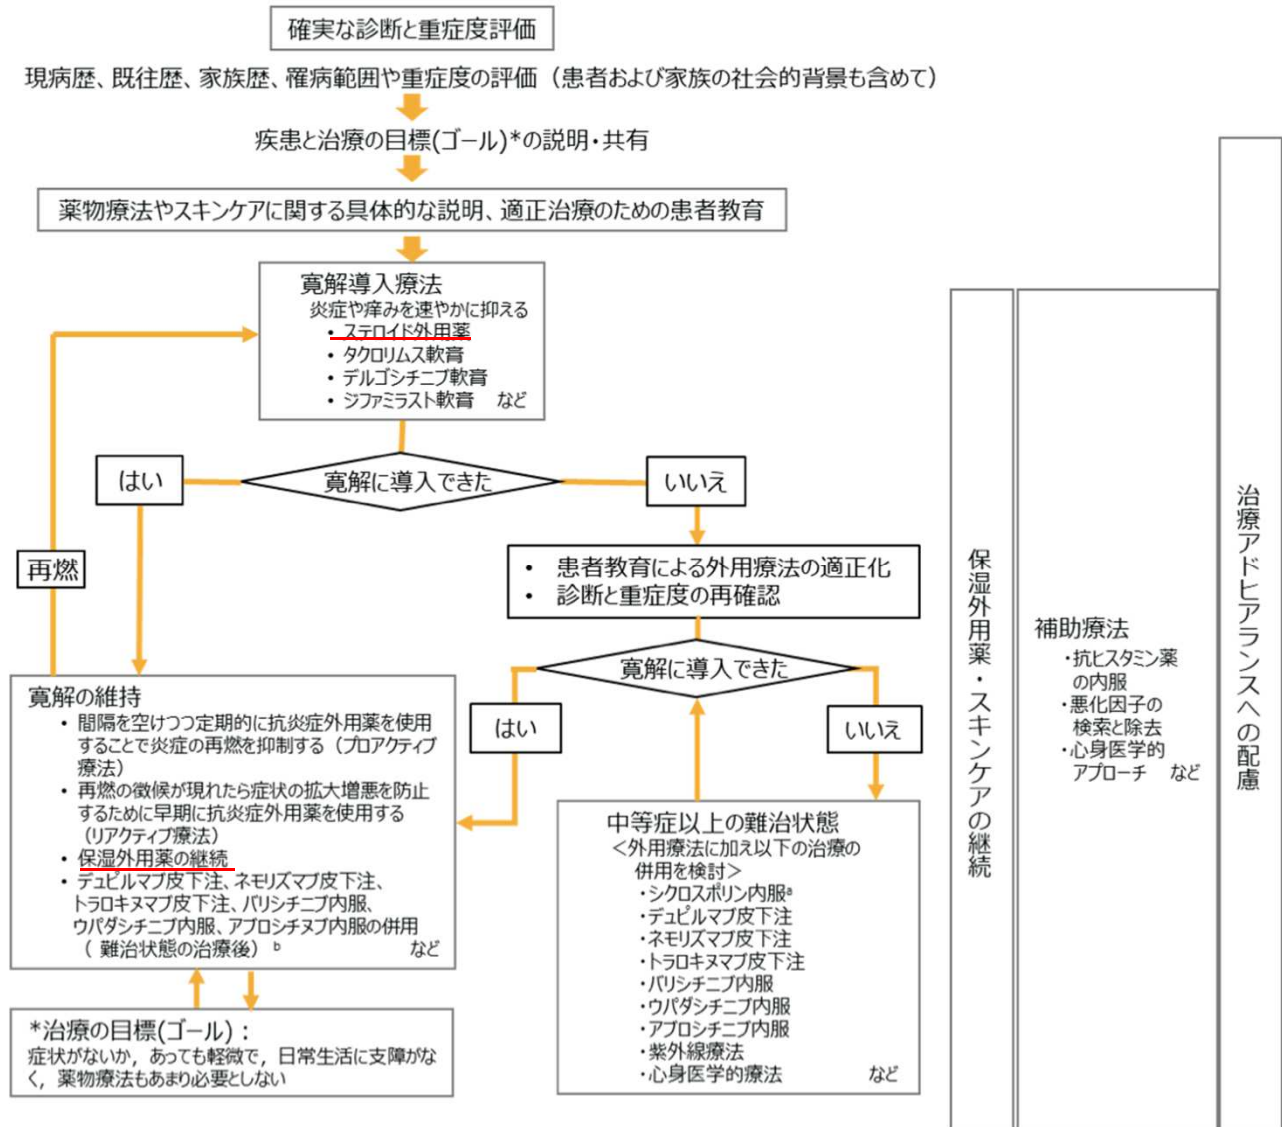 確実な診断と重症度評価
現病歴、既往歴、家族歴、罹病範囲や重症度の評価（患者および家族の社会的背景も含めて）
疾患と治療の目標(ゴール)*の説明・共有
薬物療法やスキンケアに関する具体的な説明、適正治療のための患者教育
寛解導入療法
炎症や痒みを速やかに抑える
• ステロイド外用薬
• タクロリムス軟膏
• デルゴシチニブ軟膏
• ジファミラスト軟膏　など
寛解に導入できた
はい
いいえ
再燃
• 患者教育による外用療法の適正化
• 診断と重症度の再確認
寛解に導入できた
はい
いいえ
寛解の維持
• 間隔を空けつつ定期的に抗炎症外用薬を使用
することで炎症の再燃を抑制する（プロアクティブ
療法）
• 再燃の徴候が現れたら症状の拡大増悪を防止
するために早期に抗炎症外用薬を使用する
（リアクティブ療法）
• 保湿外用薬の継続
• デュピルマブ皮下注、ネモリズマブ皮下注、
トラロキヌマブ皮下注、バリシチニブ内服、
ウパダシチニブ内服、アブロシチヌブ内服の併用
（ 難治状態の治療後） b　など
*治療の目標(ゴール)：
症状がないか，あっても軽微で，日常生活に支障がな
く，薬物療法もあまり必要としない
中等症以上の難治状態
＜外用療法に加え以下の治療の
併用を検討＞
・シクロスポリン内服a
・デュピルマブ皮下注
・ネモリズマブ皮下注
・トラロキヌマブ皮下注
・バリシチニブ内服
・ウパダシチニブ内服
・アブロシチニブ内服
・紫外線療法
・心身医学的療法　など
保湿外用薬・スキンケアの継続
補助療法
・抗ヒスタミン薬
の内服
・悪化因子の
検索と除去
・心身医学的
アプローチ　など
治療アドヒアランスへの配慮